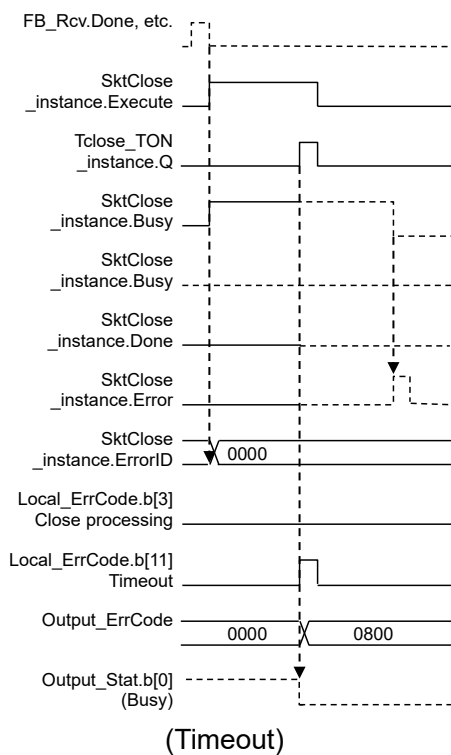 FB_Rcv.Done, etc.
SktClose
_instance.Execute
Tclose_TON
_instance.Q
SktClose
_instance.Busy
SktClose
_instance.Busy
SktClose
_instance.Done
SktClose
_instance.Error
SktClose
_instance.ErrorID
0000
Local_ErrCode.b[3]
Close processing
Local_ErrCode.b[11]
Timeout
Output_ErrCode
0000 0800
Output_Stat.b[0]
(Busy)
(Timeout)